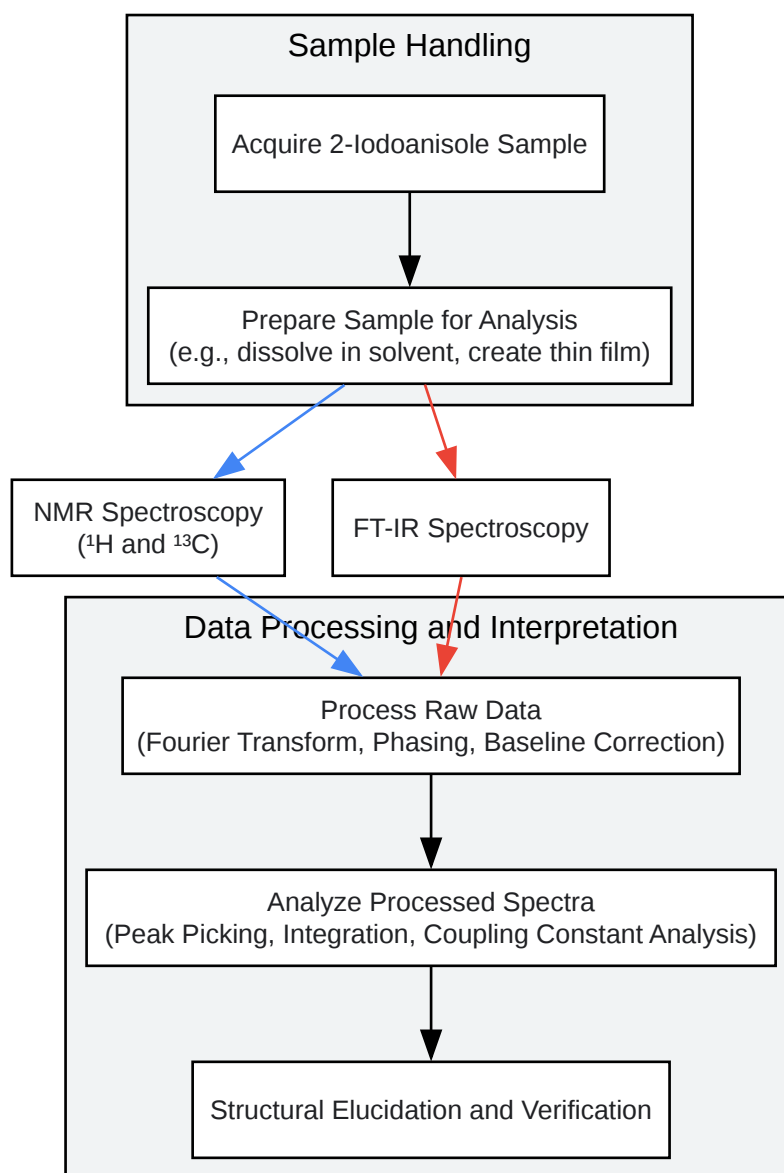 Sample Handling
Acquire 2-Iodoanisole Sample
Prepare Sample for Analysis
(e.g., dissolve in solvent, create thin film)
NMR Spectroscopy
(¹H and ¹³C)
FT-IR Spectroscopy
Data Processing and Interpretation
Process Raw Data
(Fourier Transform, Phasing, Baseline Correction)
Analyze Processed Spectra
(Peak Picking, Integration, Coupling Constant Analysis)
Structural Elucidation and Verification